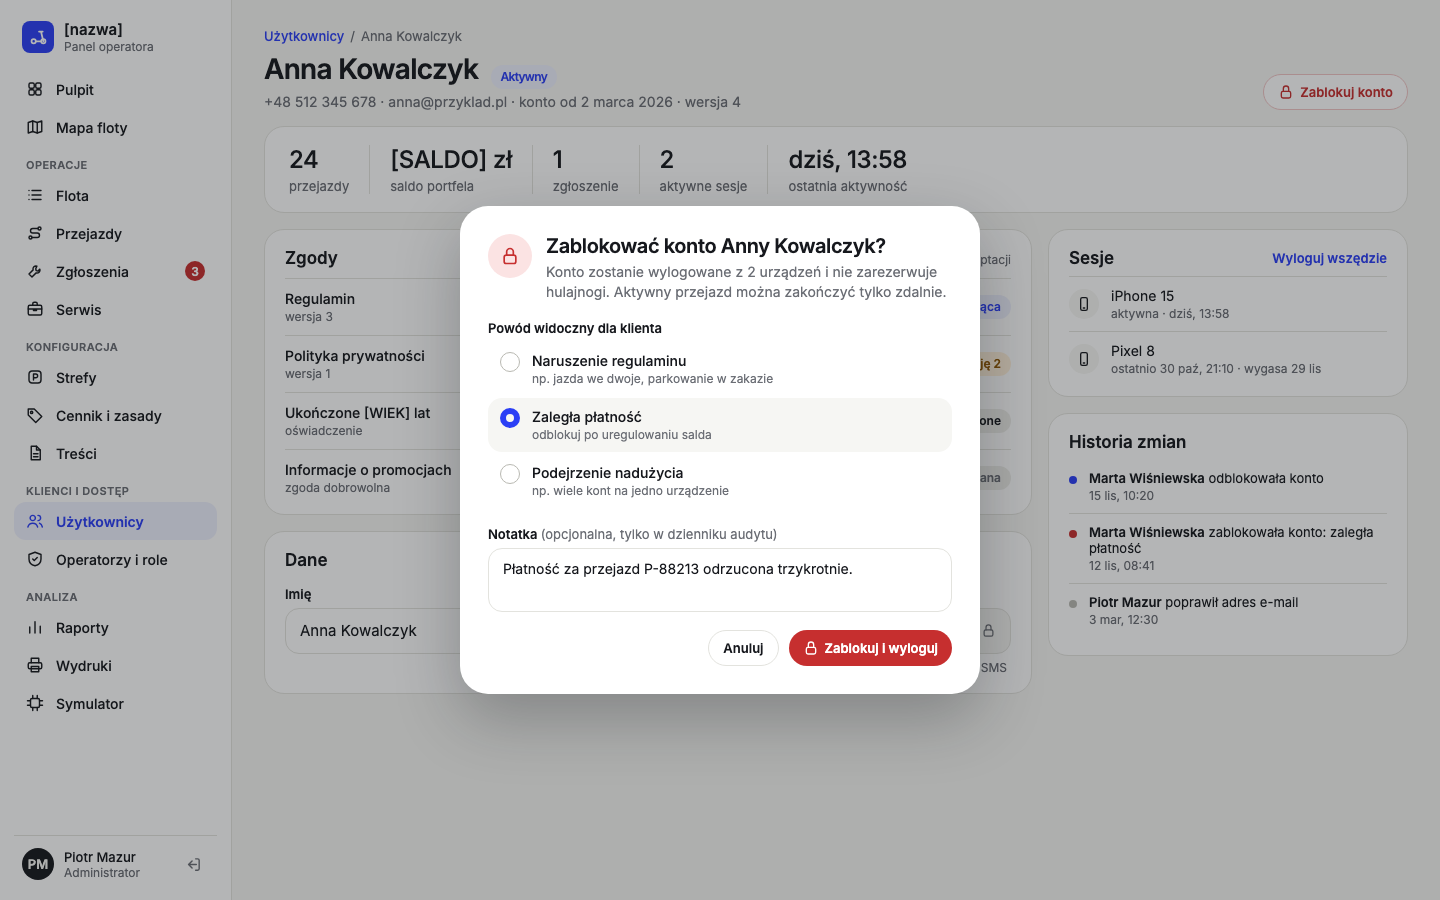 [nazwa]
Panel operatora
Pulpit
Mapa floty
OPERACJE
Flota
Przejazdy
Zgłoszenia 3
Serwis
KONFIGURACJA
Strefy
Cennik i zasady
Treści
KLIENCI I DOSTĘP
Użytkownicy
Operatorzy i role
ANALIZA
Raporty
Wydruki
Symulator
PM
Piotr Mazur
Administrator
Użytkownicy / Anna Kowalczyk
Anna Kowalczyk Aktywny
+48 512 345 678 · anna@przyklad.pl · konto od 2 marca 2026 · wersja 4
Zablokuj konto
24
przejazdy
[SALDO] zł
saldo portfela
1
zgłoszenie
2
aktywne sesje
dziś, 13:58
ostatnia aktywność
Zgody
Regulamin
wersja 3
Polityka prywatności
wersja 1
Ukończone [WIEK] lat
oświadczenie
Informacje o promocjach
zgoda dobrowolna
Dane
Imię
Anna Kowalczyk
SMS
Zablokować konto Anny Kowalczyk?
Konto zostanie wylogowane z 2 urządzeń i nie zarezerwuje
hulajnogi. Aktywny przejazd można zakończyć tylko zdalnie.
Powód widoczny dla klienta
Naruszenie regulaminu
np. jazda we dwoje, parkowanie w zakazie
Zaległa płatność
odblokuj po uregulowaniu salda
Podejrzenie nadużycia
np. wiele kont na jedno urządzenie
Notatka (opcjonalna, tylko w dzienniku audytu)
Płatność za przejazd P-88213 odrzucona trzykrotnie.
Anuluj
Zablokuj i wyloguj
Sesje
Wyloguj wszędzie
iPhone 15
aktywna · dziś, 13:58
Pixel 8
ostatnio 30 paź, 21:10 · wygasa 29 lis
Historia zmian
Marta Wiśniewska odblokowała konto
15 lis, 10:20
Marta Wiśniewska zablokowała konto: zaległa
płatność
12 lis, 08:41
Piotr Mazur poprawił adres e-mail
3 mar, 12:30